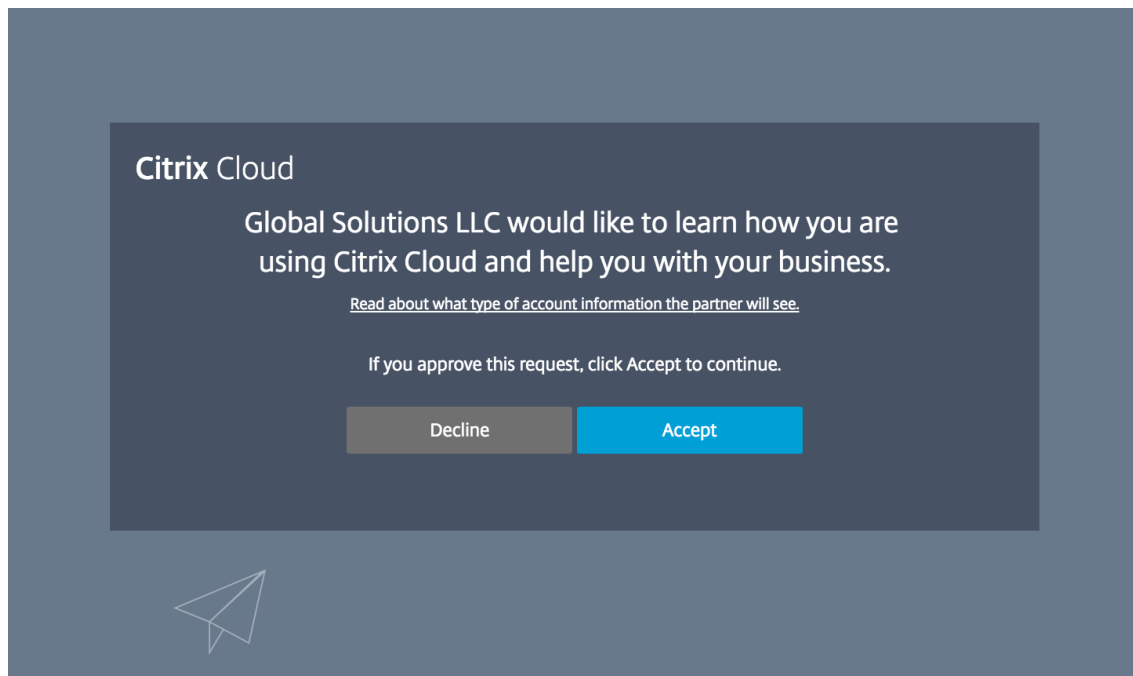 Citrix Cloud
Global Solutions LLC would like to learn how you are
using Citrix Cloud and help you with your business.
Read about what type of account information the partner will see.
If you approve this request, click Accept to continue.
Decline
Accept